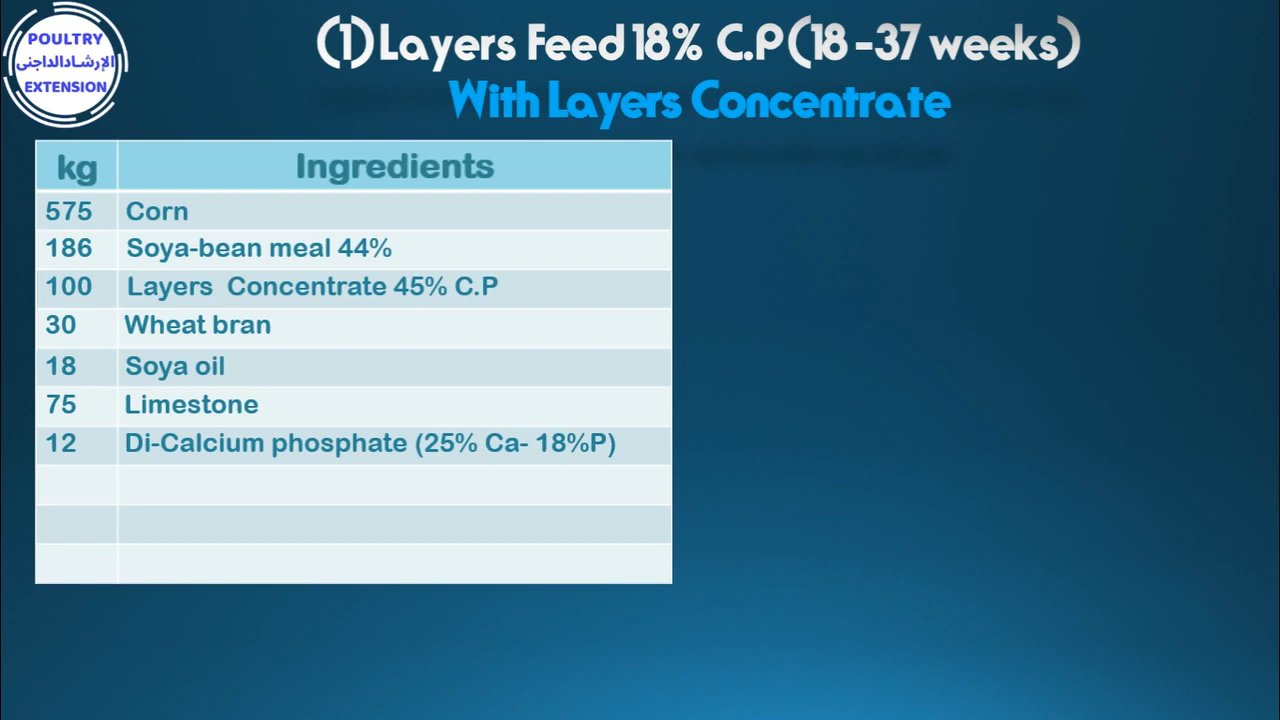 POULTRY
الإرشادالداجنى
EXTENSION
(1)Layers Feed 18% C.P(18 -37 weeks)
With Layers Concentrate
kg Ingredients
575 Corn
186 Soya-bean meal 44%
100 Layers Concentrate 45% C.P
30 Wheat bran
18 Soya oil
75 Limestone
12 Di-Calcium phosphate (25% Ca- 18%P)